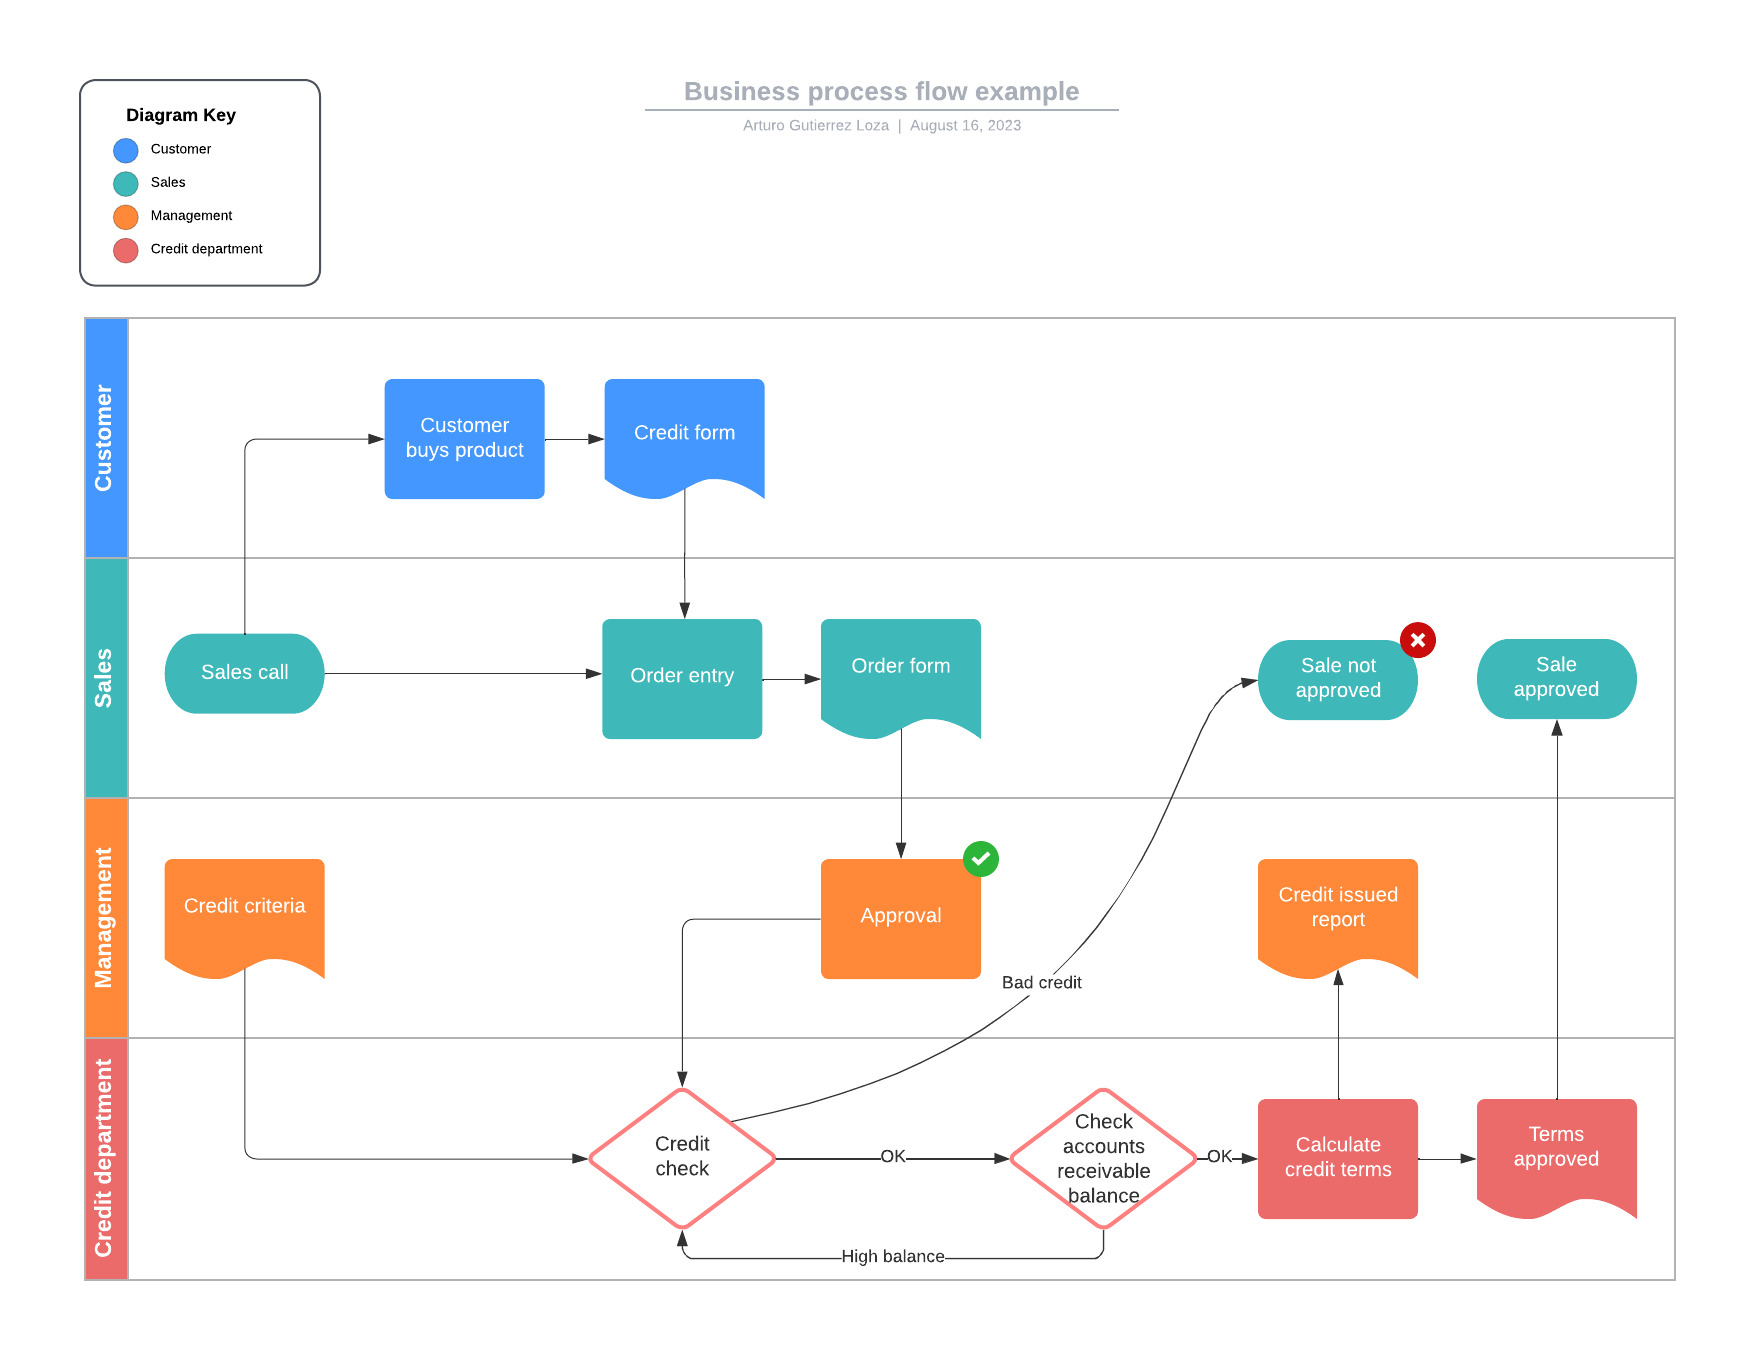 Business process flow example
Arturo Gutierrez Loza | August 16, 2023
Diagram Key
Customer
Sales
Management
Credit department
Customer
Customer
buys product
Credit form
Sales
Sales call
Order entry
Order form
Sale not
approved
Sale
approved
Management
Credit criteria
Approval
Credit issued
report
Bad credit
Credit department
Credit
check
OK
Check
accounts
receivable
balance
OK
Calculate
credit terms
Terms
approved
High balance